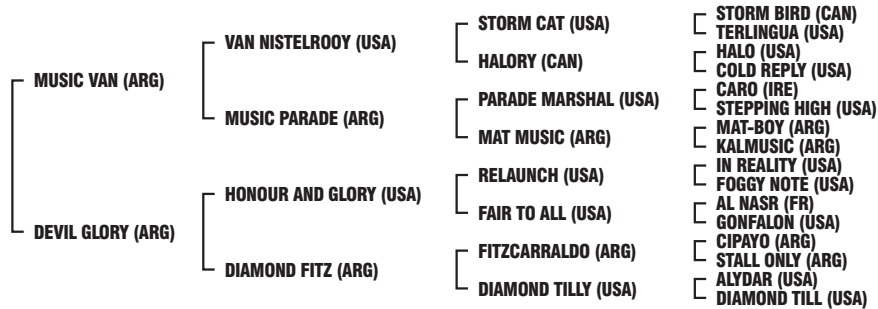 MUSIC VAN (ARG)
DEVIL GLORY (ARG)
VAN NISTELROOY (USA)
MUSIC PARADE (ARG)
HONOUR AND GLORY (USA)
DIAMOND FITZ (ARG)
STORM CAT (USA)
HALORY (CAN)
PARADE MARSHAL (USA)
MAT MUSIC (ARG)
RELAUNCH (USA)
FAIR TO ALL (USA)
FITZCARRALDO (ARG)
DIAMOND TILLY (USA)
STORM BIRD (CAN)
TERLINGUA (USA)
HALO (USA)
COLD REPLY (USA)
CARO (IRE)
STEPPING HIGH (USA)
MAT-BOY (ARG)
KALMUSIC (ARG)
IN REALITY (USA)
FOGGY NOTE (USA)
AL NASR (FR)
GONFALON (USA)
CIPAYO (ARG)
STALL ONLY (ARG)
ALYDAR (USA)
DIAMOND TILL (USA)